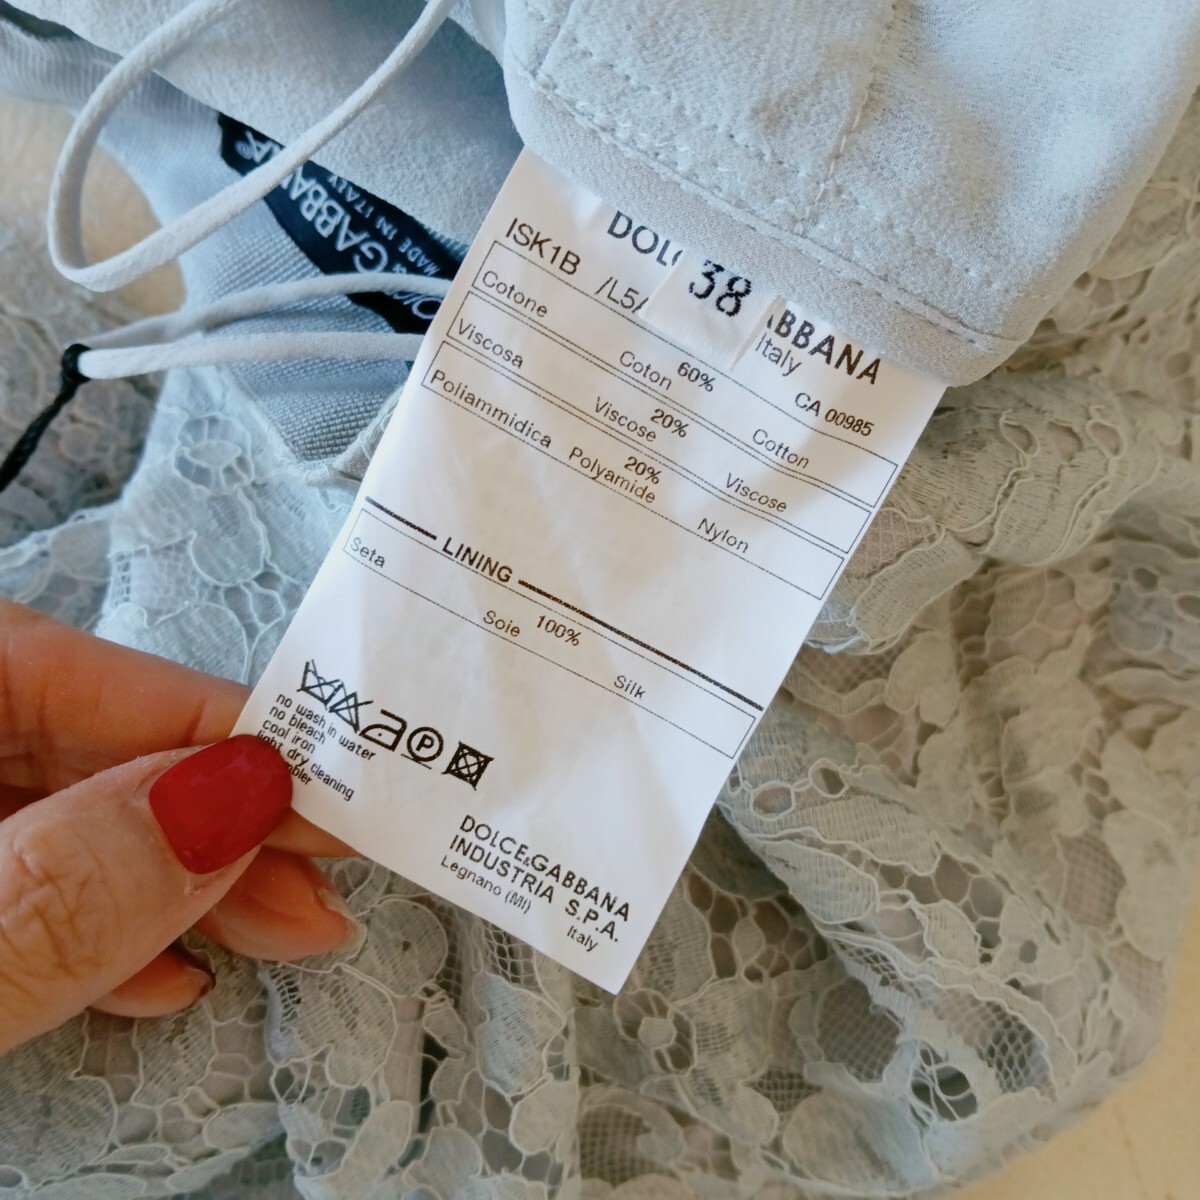 GABBANA
MADE IN ITALY
38
BBANA
Italy
ISK1B /L5/
CA 00985
Cotone Coton 60% Cotton
Viscosa Viscose 20% Viscose
Poliammidica Polyamide 20% Nylon
LINING
Seta Soie 100% Silk
P
no wash in water
no bleach
cool iron
light dry cleaning
DOLCE&GABBANA
INDUSTRIA S.P.A.
Legnano (MI) Italy